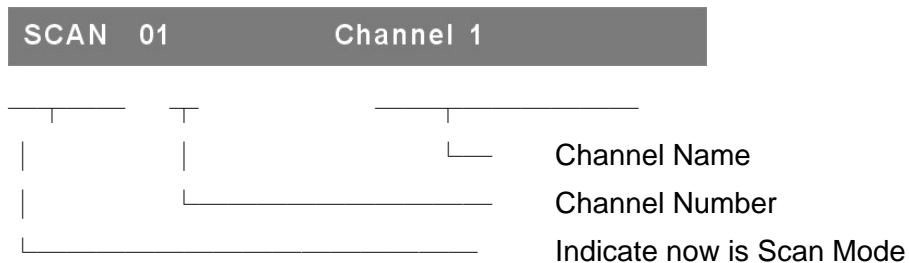 SCAN 01 Channel 1
Channel Name
Channel Number
Indicate now is Scan Mode